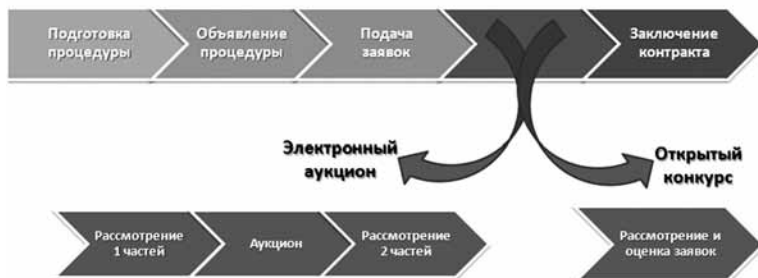 Подготовка
процедуры
Объявление
процедуры
Подача
заявок
Заключение
контракта
Электронный
аукцион
Открытый
конкурс
Рассмотрение
1 частей
Аукцион
Рассмотрение
2 частей
Рассмотрение и
оценка заявок